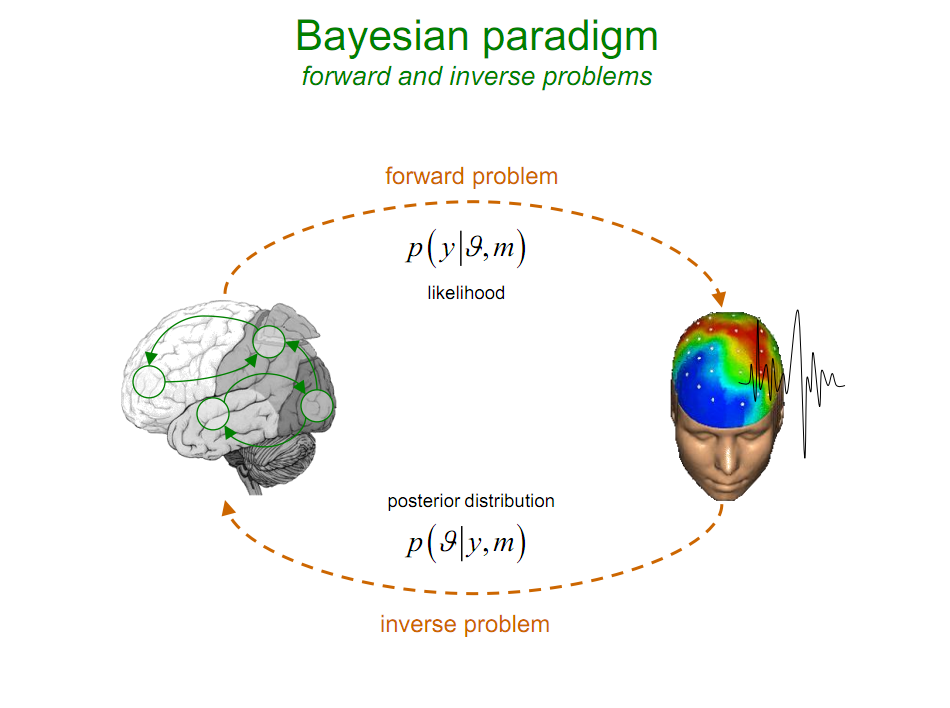 Bayesian paradigm
forward and inverse problems
forward problem
p(y|ϑ,m)
likelihood
posterior distribution
p(ϑ|y,m)
inverse problem